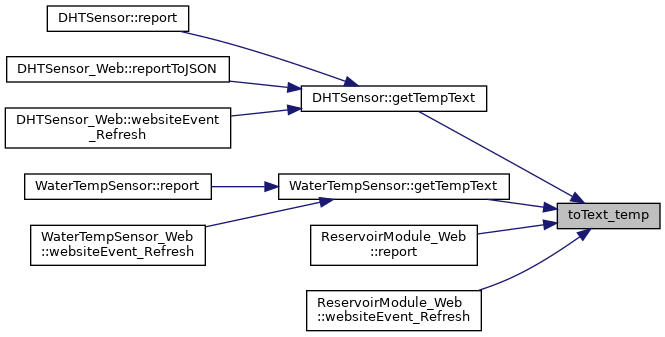 DHTSensor::report
DHTSensor_Web::reportToJSON
DHTSensor::getTempText
DHTSensor_Web::websiteEvent
_Refresh
WaterTempSensor::report
WaterTempSensor::getTempText
toText_temp
WaterTempSensor_Web
::websiteEvent_Refresh
ReservoirModule_Web
::report
ReservoirModule_Web
::websiteEvent_Refresh